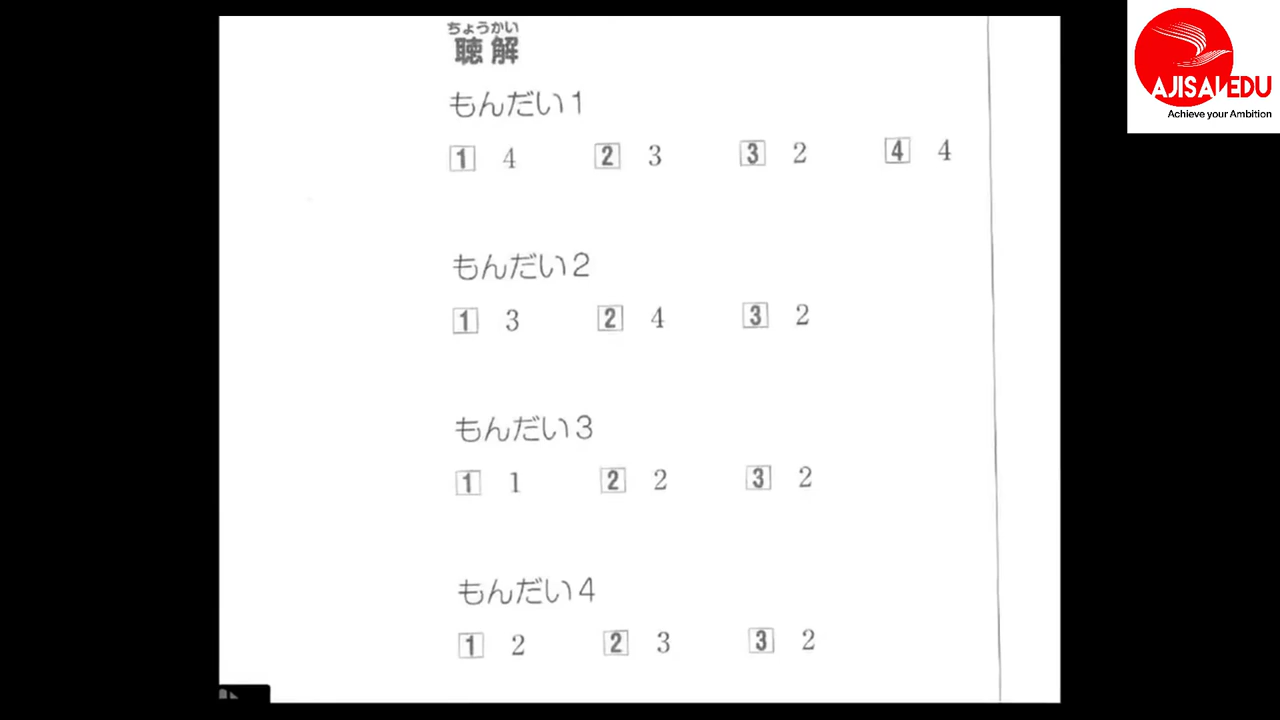 ちょうかい
聴解
もんだい1
1 4 2 3 3 2 4 4
もんだい2
1 3 2 4 3 2
もんだい3
1 1 2 2 3 2
もんだい4
1 2 2 3 3 2
AJISAI EDU
Achieve your Ambition